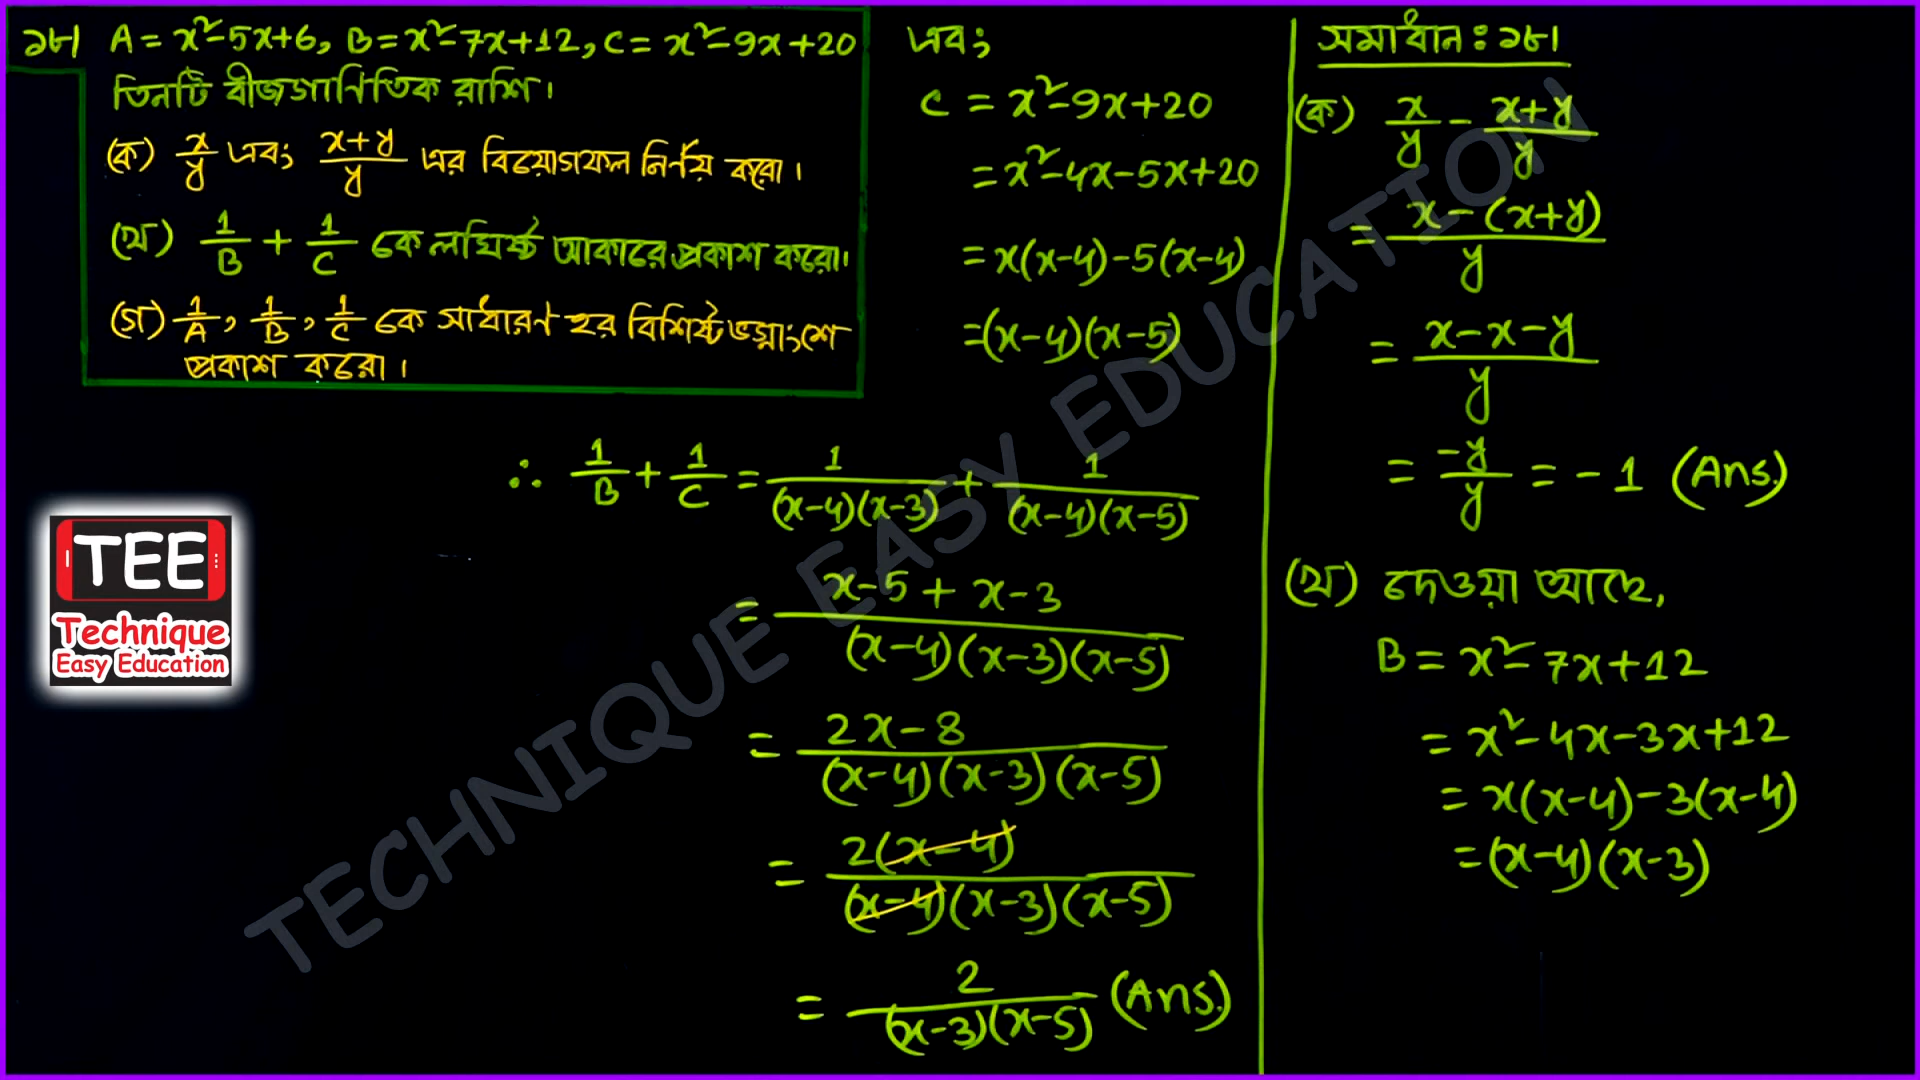 ১৮। A = x²-5x+6, B = x²-7x+12, C = x²-9x+20
তিনটি বীজগাণিতিক রাশি।
(ক) x/y এবং (x+y)/y এর বিয়োগফল নির্ণয় করো।
(খ) 1/B + 1/C কে লঘিষ্ঠ আকারে প্রকাশ করো।
(গ) 1/A, 1/B, 1/C কে সাধারণ হর বিশিষ্ট ভগ্নাংশে
প্রকাশ করো।
সমাধান: ১৮।
(ক) x/y - (x+y)/y
= (x-(x+y))/y
= (x-x-y)/y
= -y/y = -1 (Ans.)
(খ) দেওয়া আছে,
B = x²-7x+12
= x²-4x-3x+12
= x(x-4)-3(x-4)
= (x-4)(x-3)
এবং
C = x²-9x+20
= x²-4x-5x+20
= x(x-4)-5(x-4)
= (x-4)(x-5)
∴ 1/B + 1/C = 1/((x-4)(x-3)) + 1/((x-4)(x-5))
= (x-5+x-3)/((x-4)(x-3)(x-5))
= (2x-8)/((x-4)(x-3)(x-5))
= 2(x-4)/((x-4)(x-3)(x-5))
= 2/((x-3)(x-5)) (Ans.)
TEE
Technique
Easy Education
TECHNIQUE EASY EDUCATION